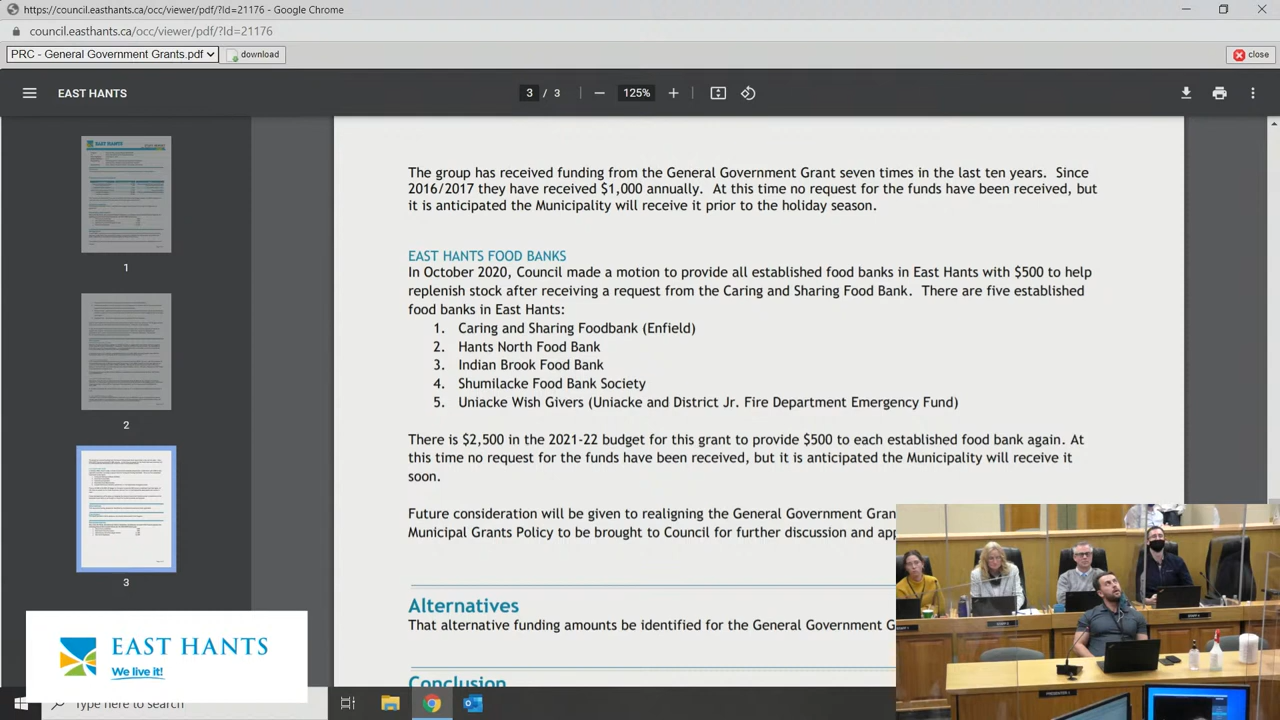 https://council.easthants.ca/occ/viewer/pdf/?Id=21176 - Google Chrome
council.easthants.ca/occ/viewer/pdf/?Id=21176
PRC - General Government Grants.pdf
download
close
EAST HANTS
3 / 3
125%
The group has received funding from the General Government Grant seven times in the last ten years. Since
2016/2017 they have received $1,000 annually. At this time no request for the funds have been received, but
it is anticipated the Municipality will receive it prior to the holiday season.
EAST HANTS FOOD BANKS
In October 2020, Council made a motion to provide all established food banks in East Hants with $500 to help
replenish stock after receiving a request from the Caring and Sharing Food Bank. There are five established
food banks in East Hants:
1. Caring and Sharing Foodbank (Enfield)
2. Hants North Food Bank
3. Indian Brook Food Bank
4. Shumilacke Food Bank Society
5. Uniacke Wish Givers (Uniacke and District Jr. Fire Department Emergency Fund)
There is $2,500 in the 2021-22 budget for this grant to provide $500 to each established food bank again. At
this time no request for the funds have been received, but it is anticipated the Municipality will receive it
soon.
Future consideration will be given to realigning the General Government Gran
Municipal Grants Policy to be brought to Council for further discussion and app
Alternatives
That alternative funding amounts be identified for the General Government G
Conclusion
1
2
3
EAST HANTS
We live it!
Type here to search